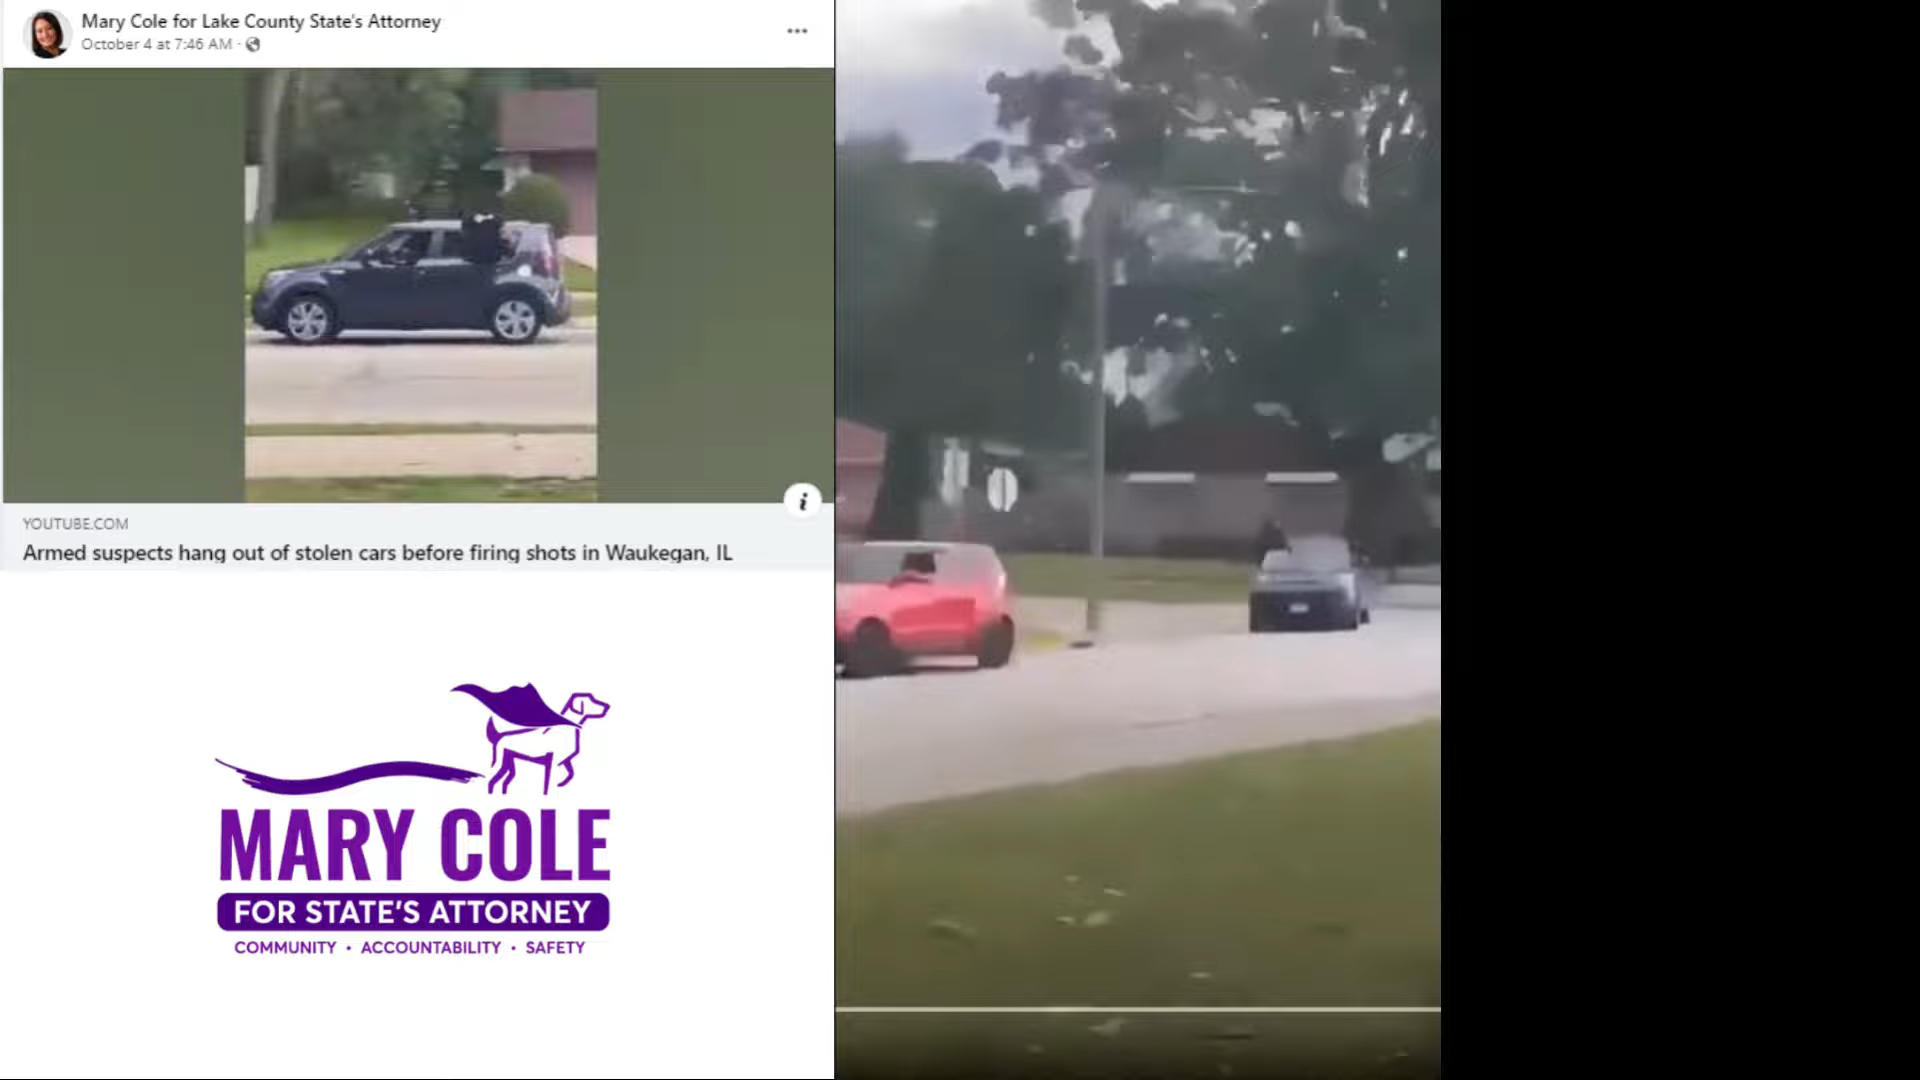 Mary Cole for Lake County State's Attorney
October 4 at 7:46 AM ·
YOUTUBE.COM
Armed suspects hang out of stolen cars before firing shots in Waukegan, IL
MARY COLE
FOR STATE'S ATTORNEY
COMMUNITY • ACCOUNTABILITY • SAFETY